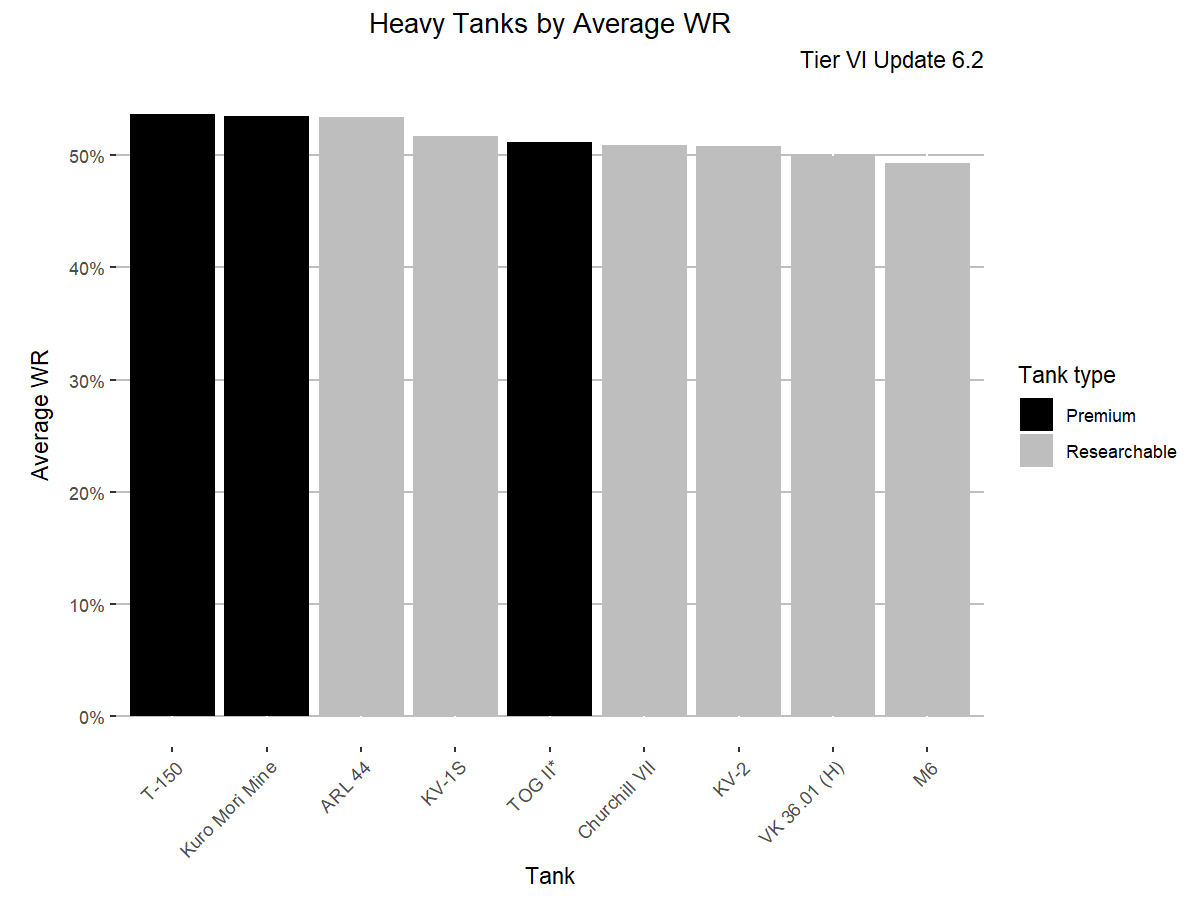 Heavy Tanks by Average WR
Tier VI Update 6.2
Average WR
50%
40%
30%
20%
10%
0%
T-150
Kuro Mori Mine
ARL 44
KV-1S
TOG II*
Churchill VII
KV-2
VK 36.01 (H)
M6
Tank
Tank type
Premium
Researchable